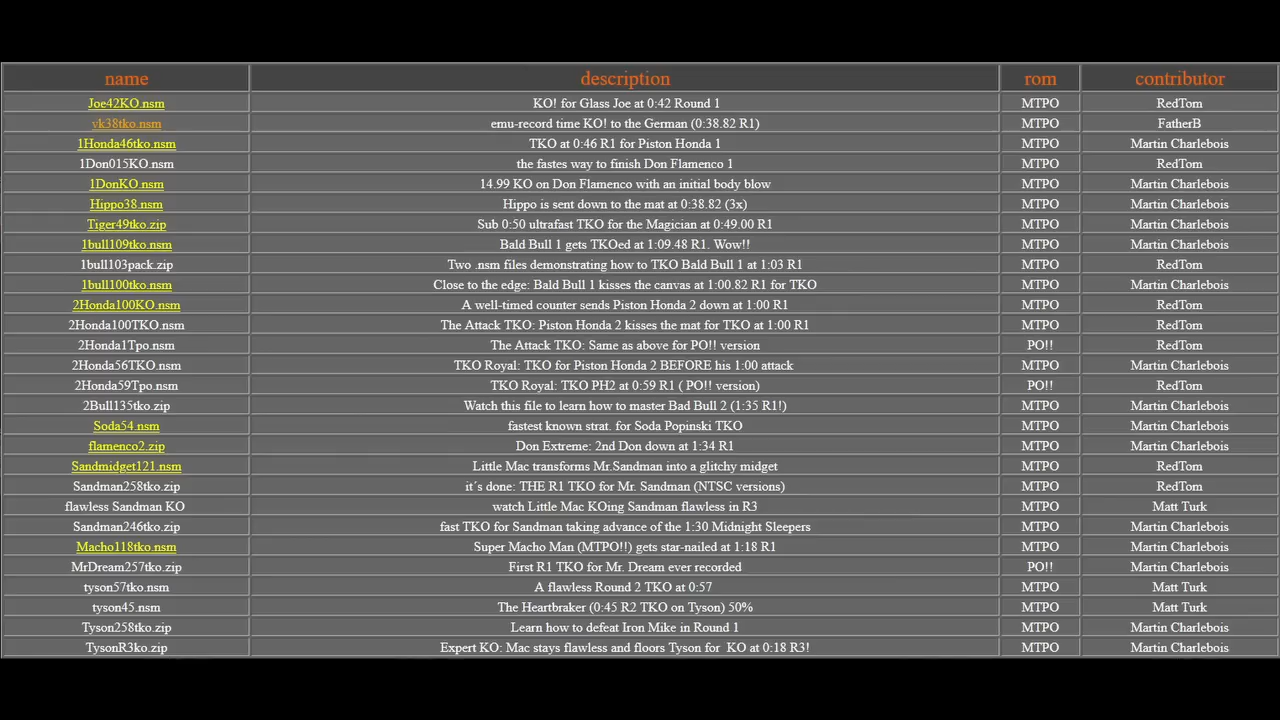 name description rom contributor
Joe42KO.nsm KO! for Glass Joe at 0:42 Round 1 MTPO RedTom
vk38tko.nsm emu-record time KO! to the German (0:38.82 R1) MTPO FatherB
1Honda46tko.nsm TKO at 0:46 R1 for Piston Honda 1 MTPO Martin Charlebois
1Don015KO.nsm the fastes way to finish Don Flamenco 1 MTPO RedTom
1DonKO.nsm 14.99 KO on Don Flamenco with an initial body blow MTPO Martin Charlebois
Hippo38.nsm Hippo is sent down to the mat at 0:38.82 (3x) MTPO Martin Charlebois
Tiger49tko.zip Sub 0:50 ultrafast TKO for the Magician at 0:49.00 R1 MTPO Martin Charlebois
1bull109tko.nsm Bald Bull 1 gets TKOed at 1:09.48 R1. Wow!! MTPO Martin Charlebois
1bull103pack.zip Two .nsm files demonstrating how to TKO Bald Bull 1 at 1:03 R1 MTPO RedTom
1bull100tko.nsm Close to the edge: Bald Bull 1 kisses the canvas at 1:00.82 R1 for TKO MTPO Martin Charlebois
2Honda100KO.nsm A well-timed counter sends Piston Honda 2 down at 1:00 R1 MTPO RedTom
2Honda100TKO.nsm The Attack TKO: Piston Honda 2 kisses the mat for TKO at 1:00 R1 MTPO RedTom
2Honda1Tpo.nsm The Attack TKO: Same as above for PO!! version PO!! RedTom
2Honda56TKO.nsm TKO Royal: TKO for Piston Honda 2 BEFORE his 1:00 attack MTPO Martin Charlebois
2Honda59Tpo.nsm TKO Royal: TKO PH2 at 0:59 R1 ( PO!! version) PO!! RedTom
2Bull135tko.zip Watch this file to learn how to master Bad Bull 2 (1:35 R1!) MTPO Martin Charlebois
Soda54.nsm fastest known strat. for Soda Popinski TKO MTPO Martin Charlebois
flamenco2.zip Don Extreme: 2nd Don down at 1:34 R1 MTPO Martin Charlebois
Sandmidget121.nsm Little Mac transforms Mr.Sandman into a glitchy midget MTPO RedTom
Sandman258tko.zip it´s done: THE R1 TKO for Mr. Sandman (NTSC versions) MTPO RedTom
flawless Sandman KO watch Little Mac KOing Sandman flawless in R3 MTPO Matt Turk
Sandman246tko.zip fast TKO for Sandman taking advance of the 1:30 Midnight Sleepers MTPO Martin Charlebois
Macho118tko.nsm Super Macho Man (MTPO!!) gets star-nailed at 1:18 R1 MTPO Martin Charlebois
MrDream257tko.zip First R1 TKO for Mr. Dream ever recorded PO!! Martin Charlebois
tyson57tko.nsm A flawless Round 2 TKO at 0:57 MTPO Matt Turk
tyson45.nsm The Heartbraker (0:45 R2 TKO on Tyson) 50% MTPO Matt Turk
Tyson258tko.zip Learn how to defeat Iron Mike in Round 1 MTPO Martin Charlebois
TysonR3ko.zip Expert KO: Mac stays flawless and floors Tyson for KO at 0:18 R3! MTPO Martin Charlebois